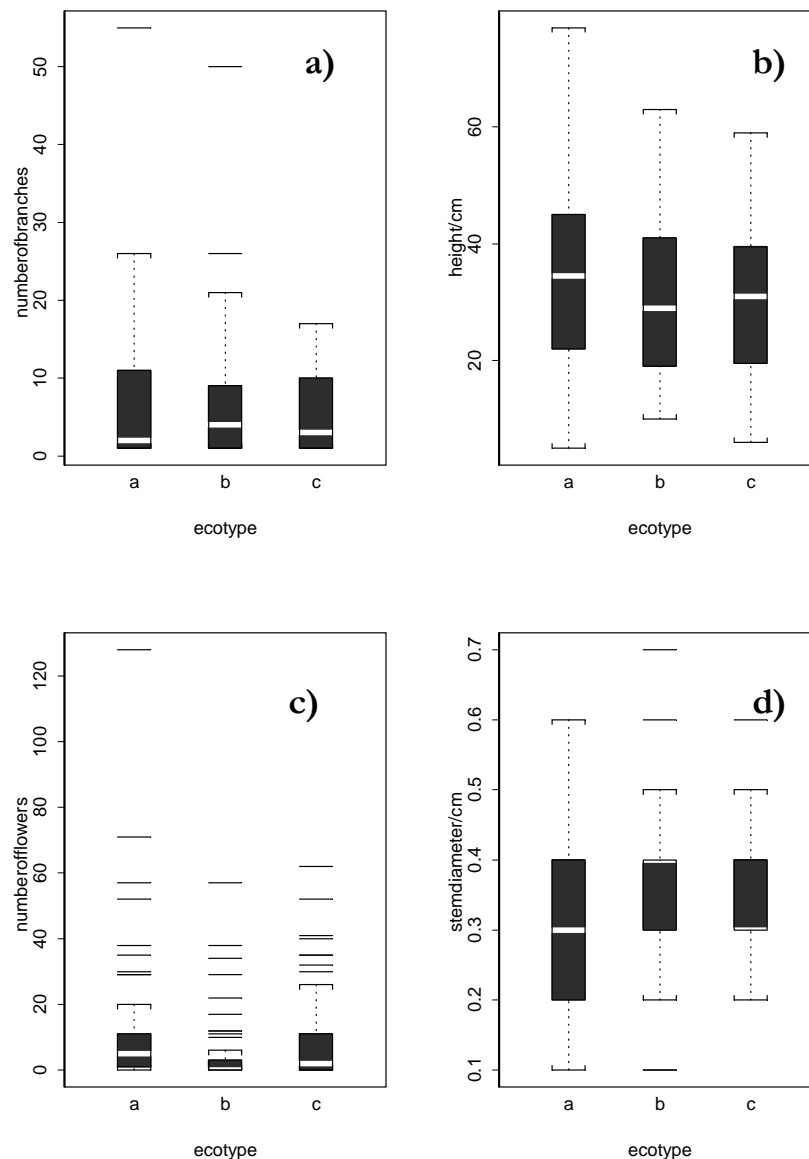 a)
numberofbranches
0 10 20 30 40 50
a b c
ecotype
b)
height/cm
20 40 60
a b c
ecotype
c)
numberofflowers
0 20 40 60 80 100 120
a b c
ecotype
d)
stemdiameter/cm
0.1 0.2 0.3 0.4 0.5 0.6 0.7
a b c
ecotype